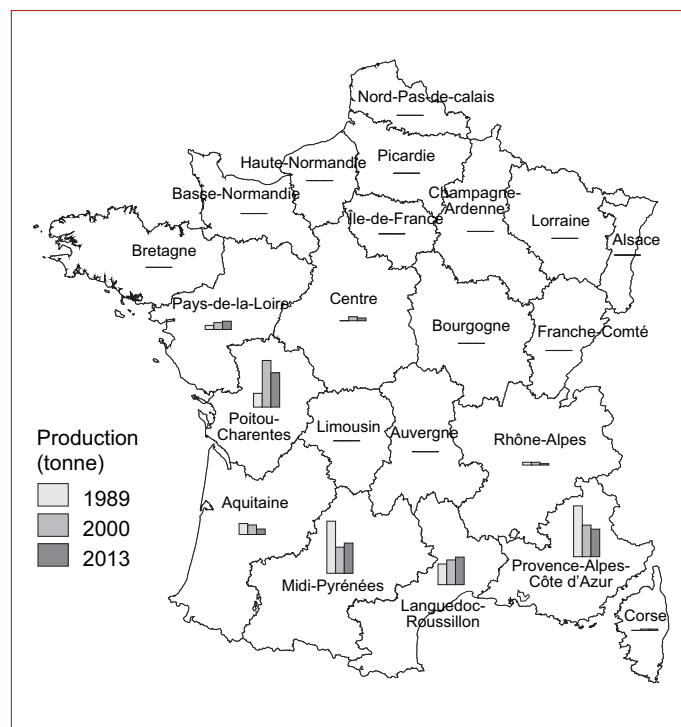 Nord-Pas-de-calais
Haute-Normandie
Picardie
Basse-Normandie
Champagne-
Ardenne
Île-de-France
Lorraine
Alsace
Bretagne
Pays-de-la-Loire
Centre
Bourgogne
Franche-Comté
Poitou-
Charentes
Limousin
Auvergne
Rhône-Alpes
Production
(tonne)
1989
2000
2013
Aquitaine
Midi-Pyrénées
Languedoc-
Roussillon
Provence-Alpes-
Côte d'Azur
Corse